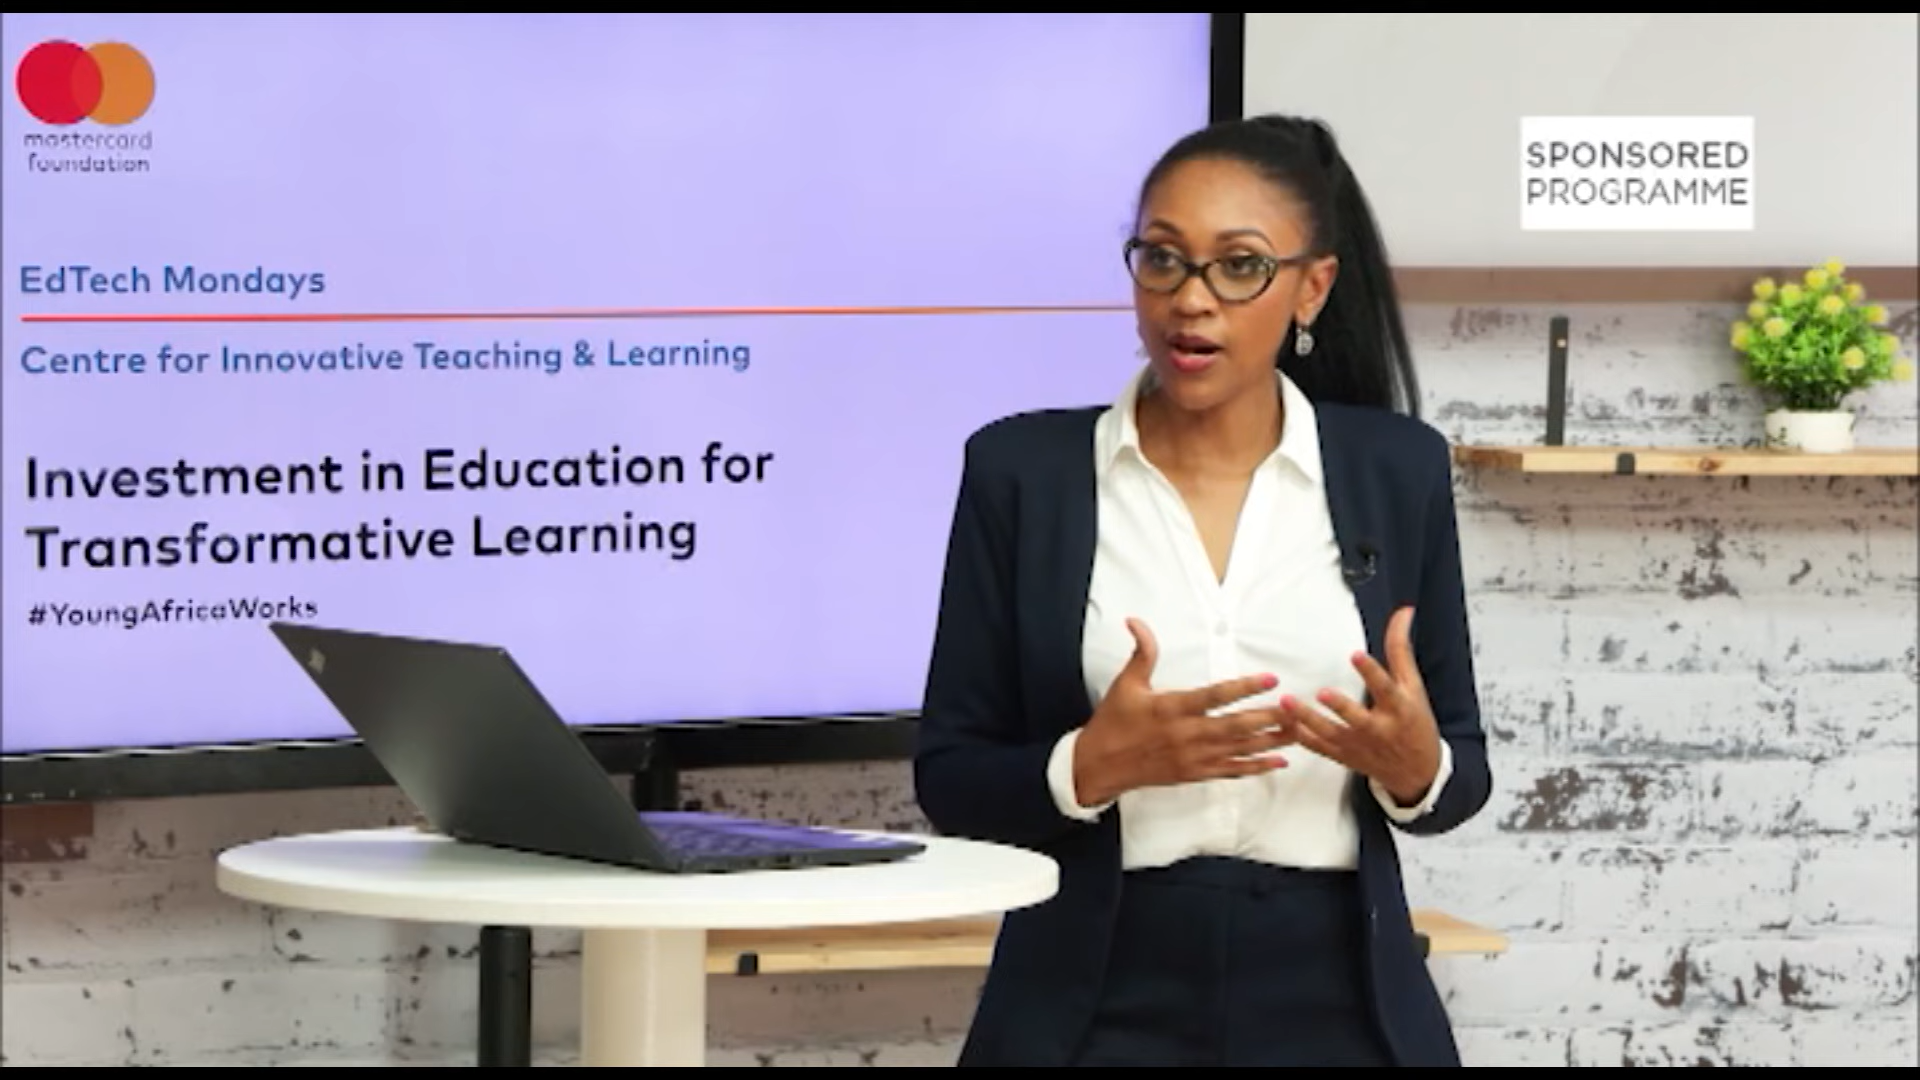 mastercard
foundation
EdTech Mondays
Centre for Innovative Teaching & Learning
Investment in Education for
Transformative Learning
#YoungAfricaWorks
SPONSORED
PROGRAMME